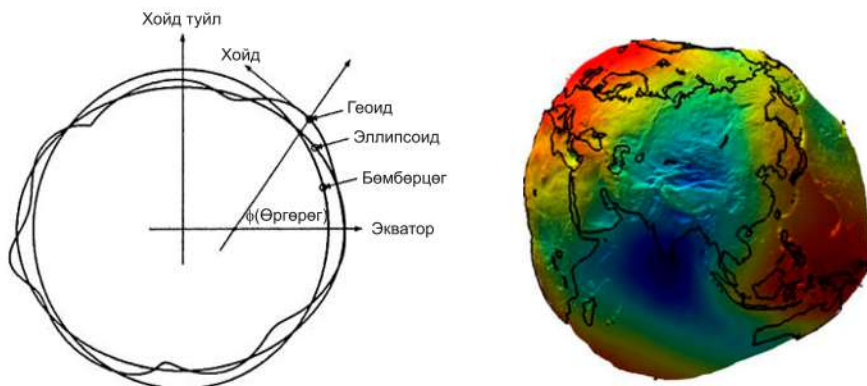 Хойд туйл
Хойд
Геоид
Эллипсоид
Бөмбөрцөг
ϕ(Өргөрөг)
Экватор